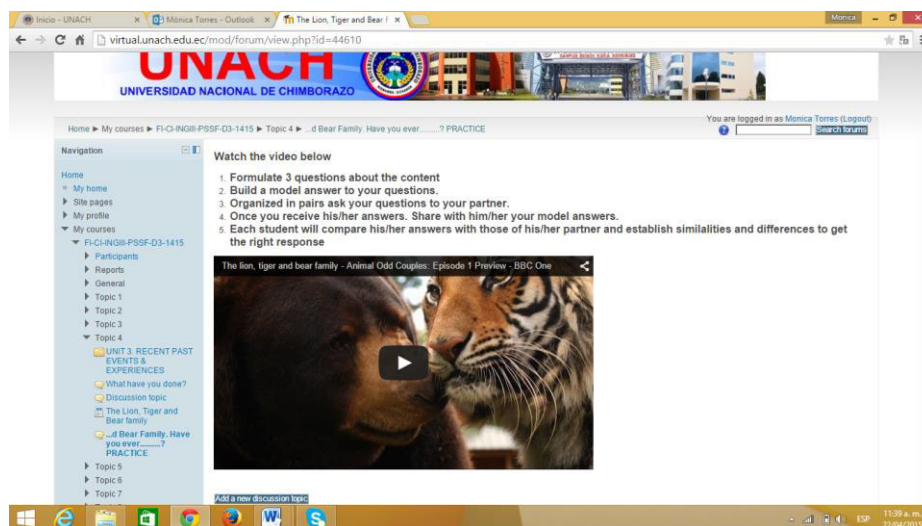 Inicio - UNACH
Mónica Torres - Outlook
The Lion, Tiger and Bear F
Monica
virtual.unach.edu.ec/mod/forum/view.php?id=44610
UNACH
UNIVERSIDAD NACIONAL DE CHIMBORAZO
You are logged in as Monica Torres (Logout)
Home ► My courses ► FI-CI-INGIII-PSSF-D3-1415 ► Topic 4 ► ...d Bear Family. Have you ever.........? PRACTICE
Search forums
Navigation
Home
My home
Site pages
My profile
My courses
FI-CI-INGIII-PSSF-D3-1415
Participants
Reports
General
Topic 1
Topic 2
Topic 3
Topic 4
UNIT 3. RECENT PAST
EVENTS &
EXPERIENCES
What have you done?
Discussion topic
The Lion, Tiger and
Bear family
...d Bear Family. Have
you ever.........?
PRACTICE
Topic 5
Topic 6
Topic 7
Watch the video below
1. Formulate 3 questions about the content
2. Build a model answer to your questions.
3. Organized in pairs ask your questions to your partner.
4. Once you receive his/her answers. Share with him/her your model answers.
5. Each student will compare his/her answers with those of his/her partner and establish similalities and differences to get
the right response
The lion, tiger and bear family - Animal Odd Couples: Episode 1 Preview - BBC One
Add a new discussion topic
ESP
11:39 a. m.
22/04/2015